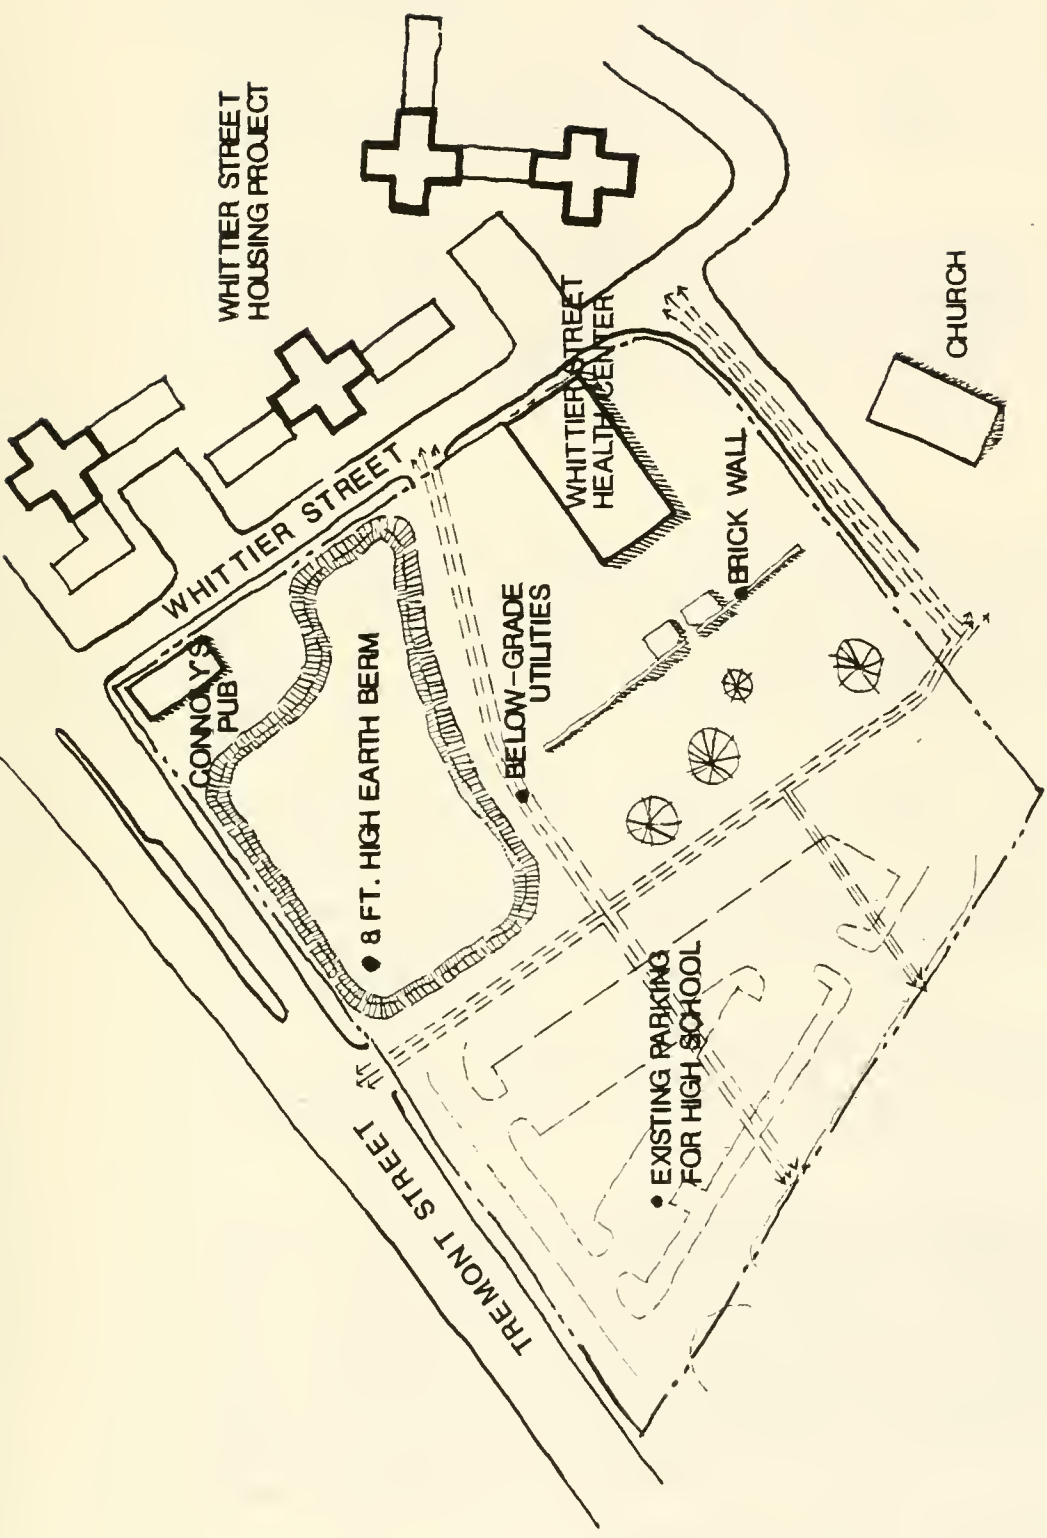 WHITTIER STREET
HOUSING PROJECT
WHITTIER STREET
CONNOLLY'S
PUB
8 FT. HIGH EARTH BERM
BELOW-GRADE
UTILITIES
WHITTIER STREET
HEALTH CENTER
BRICK WALL
CHURCH
TREMONT STREET
EXISTING PARKING
FOR HIGH SCHOOL